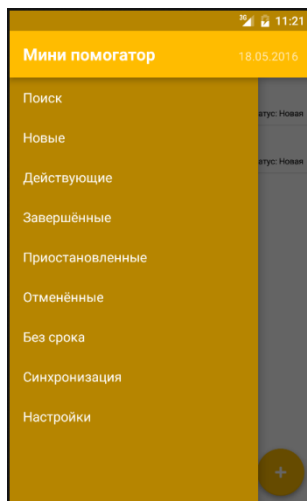 3G 11:21
Мини помогатор 18.05.2016
Поиск
Новые
атус: Новая
Действующие
атус: Новая
Завершённые
Приостановленные
Отменённые
Без срока
Синхронизация
Настройки
+